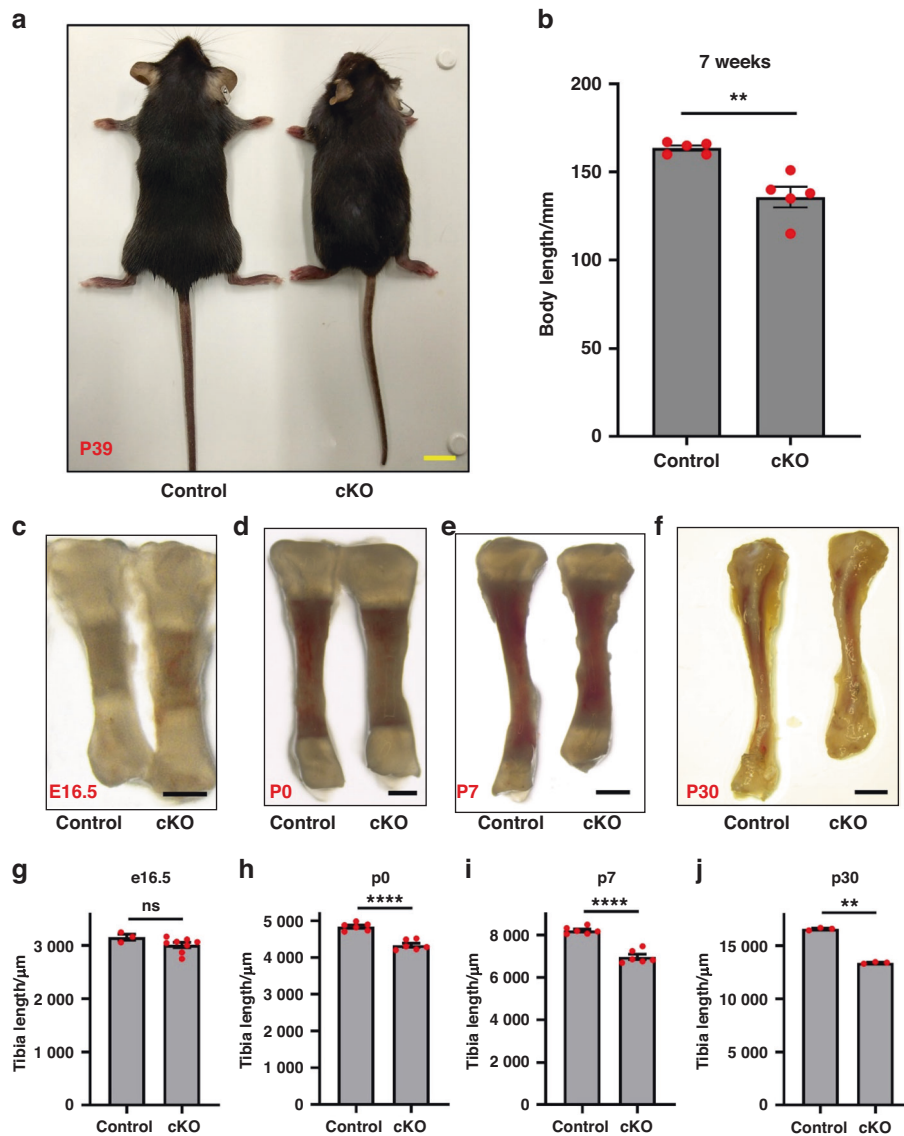 a
P39
Control cKO
b
7 weeks
**
Body length/mm
200
150
100
50
0
Control cKO
c
E16.5
Control cKO
d
P0
Control cKO
e
P7
Control cKO
f
P30
Control cKO
g
e16.5
ns
Tibia length/μm
3 000
2 000
1 000
0
Control cKO
h
p0
****
Tibia length/μm
5 000
4 000
3 000
2 000
1 000
0
Control cKO
i
p7
****
Tibia length/μm
8 000
6 000
4 000
2 000
0
Control cKO
j
p30
**
Tibia length/μm
15 000
10 000
5 000
0
Control cKO